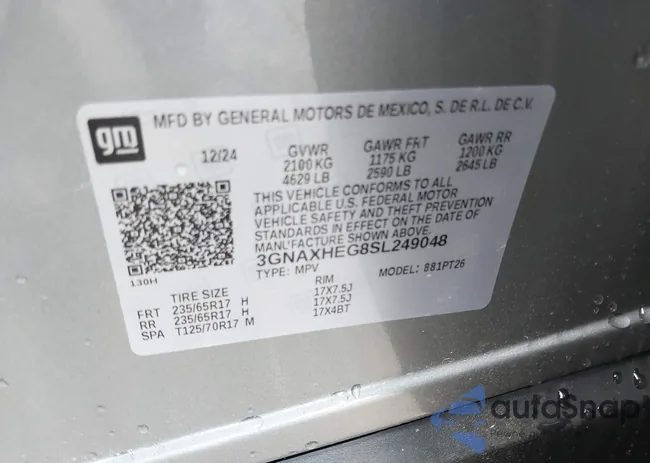 gm
MFD BY GENERAL MOTORS DE MEXICO, S. DE R.L. DE C.V.
12/24 GVWR GAWR FRT GAWR RR
2100 KG 1175 KG 1200 KG
4629 LB 2590 LB 2645 LB
THIS VEHICLE CONFORMS TO ALL
APPLICABLE U.S. FEDERAL MOTOR
VEHICLE SAFETY AND THEFT PREVENTION
STANDARDS IN EFFECT ON DATE OF
MANUFACTURE.
3GNAXHEG8SL249048
130H TYPE: MPV MODEL: 881PT26
TIRE SIZE RIM
FRT 235/65R17 H 17X7.5J
RR 235/65R17 H 17X7.5J
SPA T125/70R17 M 17X4BT
autoSnap